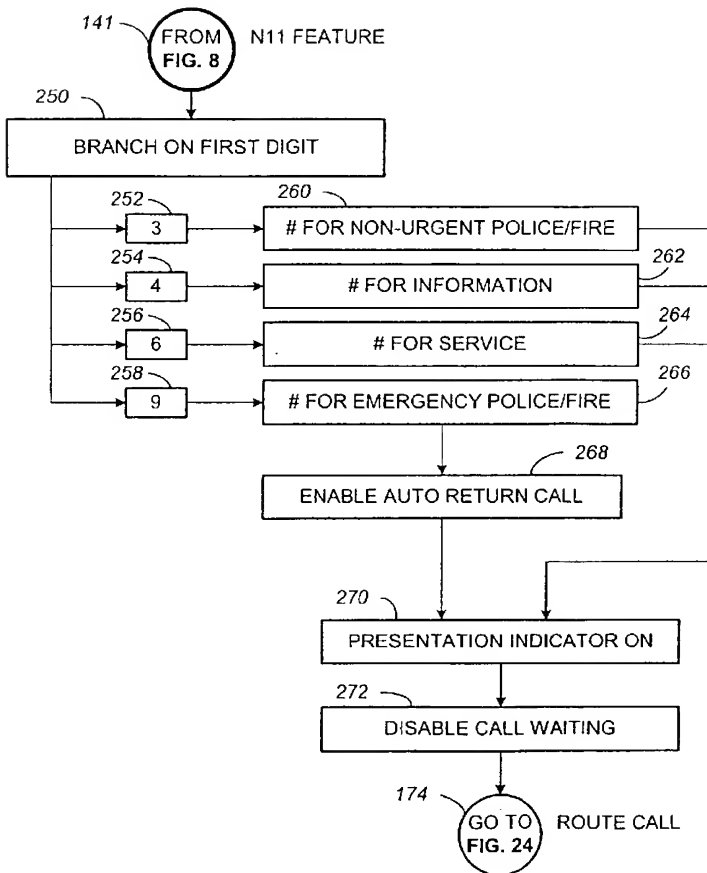 141
FROM FIG. 8
N11 FEATURE
250
BRANCH ON FIRST DIGIT
252
3
260
# FOR NON-URGENT POLICE/FIRE
254
4
# FOR INFORMATION
262
256
6
# FOR SERVICE
264
258
9
# FOR EMERGENCY POLICE/FIRE
266
268
ENABLE AUTO RETURN CALL
270
PRESENTATION INDICATOR ON
272
DISABLE CALL WAITING
174
GO TO FIG. 24
ROUTE CALL